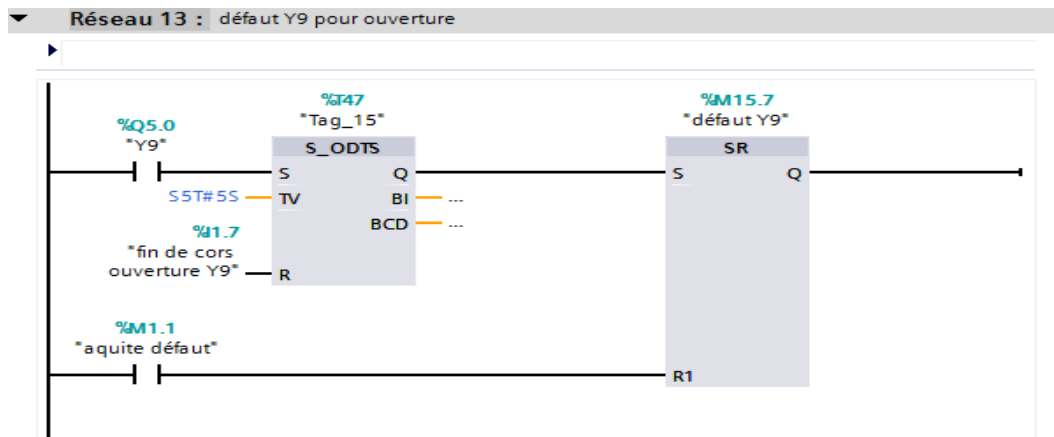 Réseau 13 : défaut Y9 pour ouverture
%T47
"Tag_15"
%M15.7
"défaut Y9"
%Q5.0
"Y9"
S_ODTS
SR
S Q
S Q
S5T#5S TV BI ...
BCD ...
%I1.7
"fin de cors
ouverture Y9" R
%M1.1
"aquite défaut"
R1